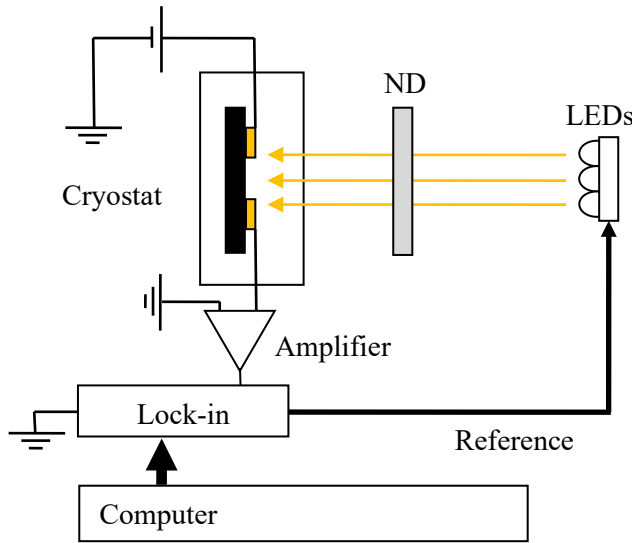 ND
LEDs
Cryostat
Amplifier
Lock-in
Reference
Computer